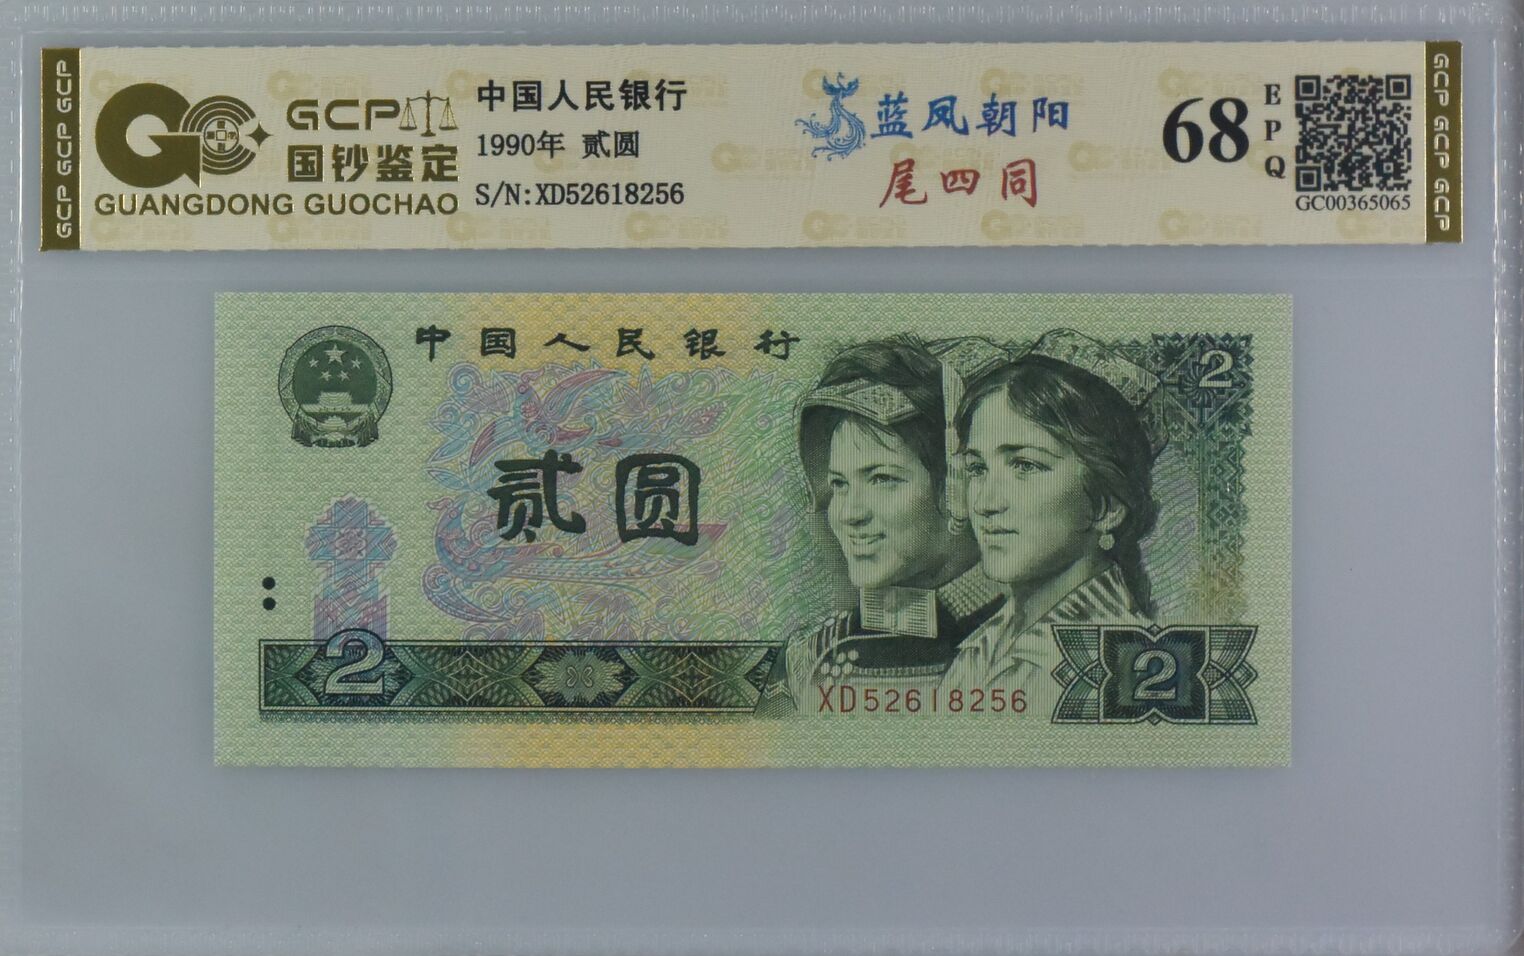 GCP GCP GCP
GCP
国钞鉴定
GUANGDONG GUOCHAO
中国人民银行
1990年 贰圆
S/N:XD52618256
蓝凤朝阳
尾四同
68
EPQ
GC00365065
GCP GCP GCP
中国人民银行
2
贰圆
2
XD52618256
2